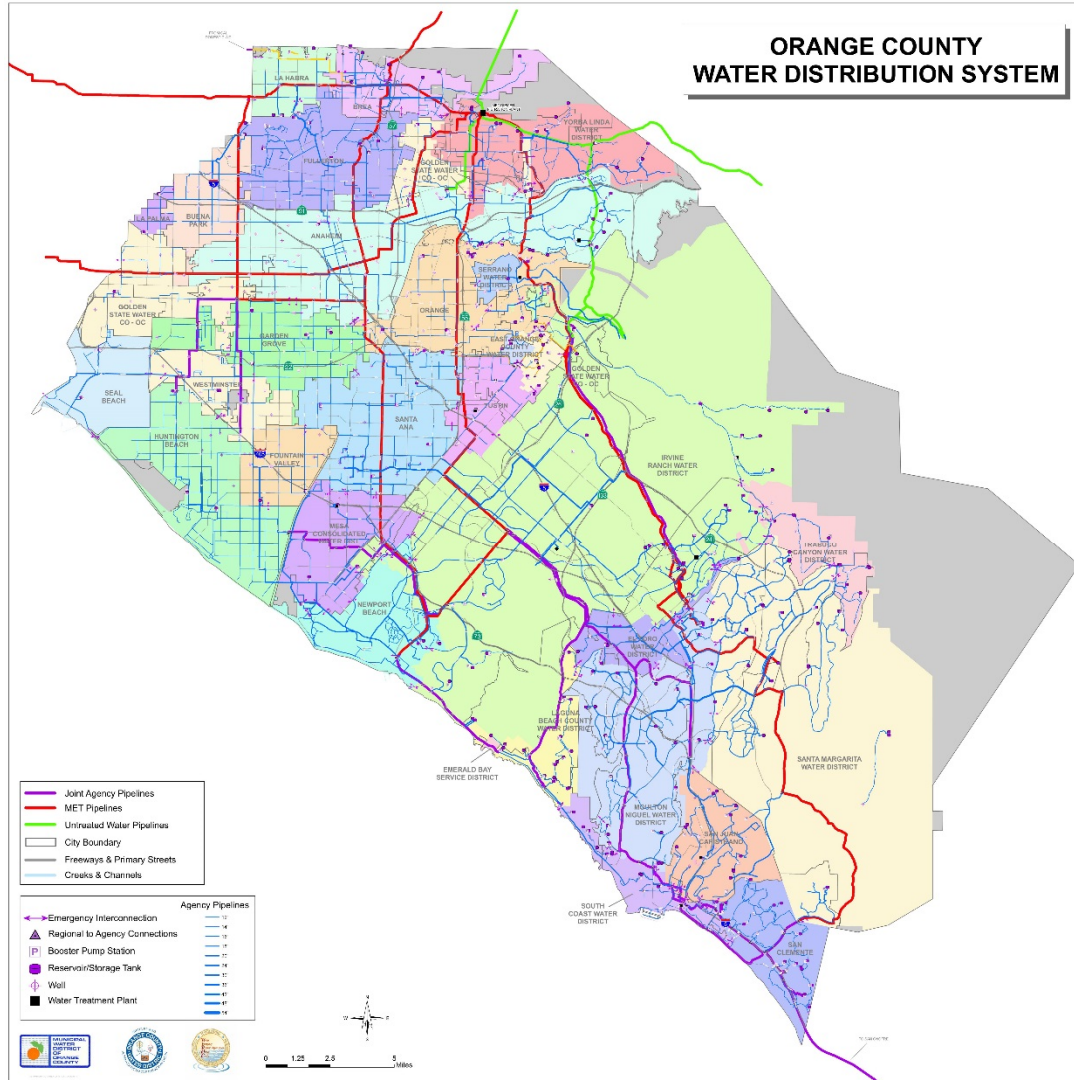 ORANGE COUNTY
WATER DISTRIBUTION SYSTEM
LA HABRA
BREA
YORBA LINDA
WATER
DISTRICT
FULLERTON
GOLDEN
STATE WATER
CO - OC
LA PALMA
BUENA
PARK
ANAHEIM
SERRANO
WATER
DISTRICT
GOLDEN
STATE WATER
CO - OC
ORANGE
GARDEN
GROVE
EAST ORANGE
COUNTY
WATER DISTRICT
GOLDEN
STATE WATER
CO - OC
WESTMINSTER
SEAL
BEACH
TUSTIN
SANTA
ANA
HUNTINGTON
BEACH
FOUNTAIN
VALLEY
IRVINE
RANCH WATER
DISTRICT
MESA
CONSOLIDATED
TRABUCO
CANYON WATER
DISTRICT
NEWPORT
BEACH
EL TORO
WATER
DISTRICT
LAGUNA
BEACH COUNTY
WATER DISTRICT
EMERALD BAY
SERVICE DISTRICT
SANTA MARGARITA
WATER DISTRICT
MOULTON
NIGUEL WATER
DISTRICT
SAN JUAN
CAPISTRANO
SOUTH
COAST WATER
DISTRICT
SAN
CLEMENTE
Joint Agency Pipelines
MET Pipelines
Untreated Water Pipelines
City Boundary
Freeways & Primary Streets
Creeks & Channels
Agency Pipelines
Emergency Interconnection
Regional to Agency Connections
P Booster Pump Station
Reservoir/Storage Tank
Well
Water Treatment Plant
MUNICIPAL
WATER
DISTRICT
OF
ORANGE
COUNTY
N
W E
S
0 1.25 2.5 5
Miles